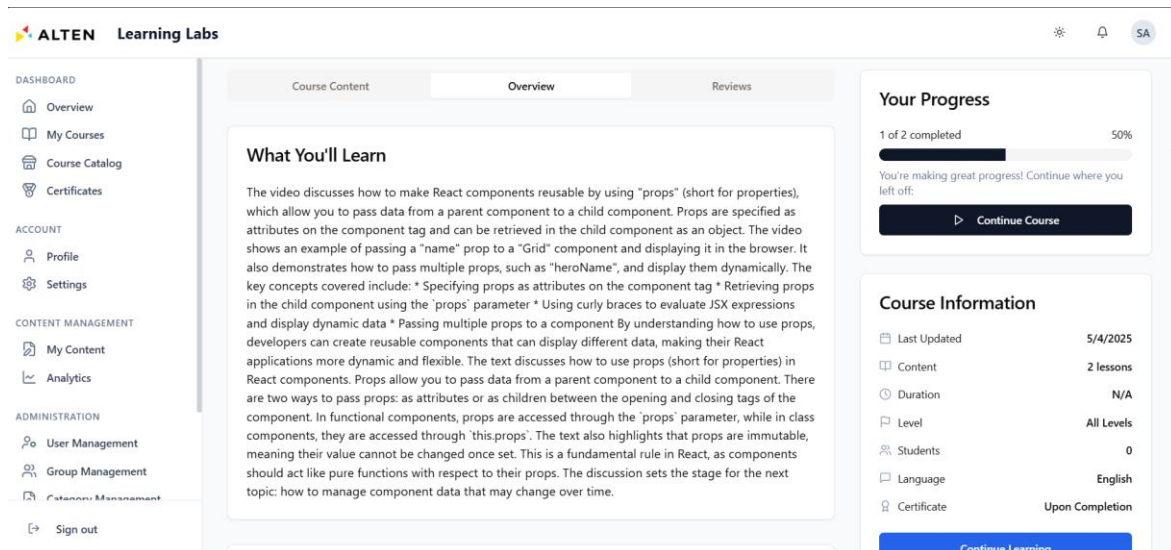 ALTEN Learning Labs
SA
DASHBOARD
Overview
My Courses
Course Catalog
Certificates
ACCOUNT
Profile
Settings
CONTENT MANAGEMENT
My Content
Analytics
ADMINISTRATION
User Management
Group Management
Category Management
Sign out
Course Content
Overview
Reviews
What You'll Learn
The video discusses how to make React components reusable by using "props" (short for properties),
which allow you to pass data from a parent component to a child component. Props are specified as
attributes on the component tag and can be retrieved in the child component as an object. The video
shows an example of passing a "name" prop to a "Grid" component and displaying it in the browser. It
also demonstrates how to pass multiple props, such as "heroName", and display them dynamically. The
key concepts covered include: * Specifying props as attributes on the component tag * Retrieving props
in the child component using the `props` parameter * Using curly braces to evaluate JSX expressions
and display dynamic data * Passing multiple props to a component By understanding how to use props,
developers can create reusable components that can display different data, making their React
applications more dynamic and flexible. The text discusses how to use props (short for properties) in
React components. Props allow you to pass data from a parent component to a child component. There
are two ways to pass props: as attributes or as children between the opening and closing tags of the
component. In functional components, props are accessed through the `props` parameter, while in class
components, they are accessed through `this.props`. The text also highlights that props are immutable,
meaning their value cannot be changed once set. This is a fundamental rule in React, as components
should act like pure functions with respect to their props. The discussion sets the stage for the next
topic: how to manage component data that may change over time.
Your Progress
1 of 2 completed 50%
You're making great progress! Continue where you
left off:
Continue Course
Course Information
Last Updated 5/4/2025
Content 2 lessons
Duration N/A
Level All Levels
Students 0
Language English
Certificate Upon Completion
Continue Learning